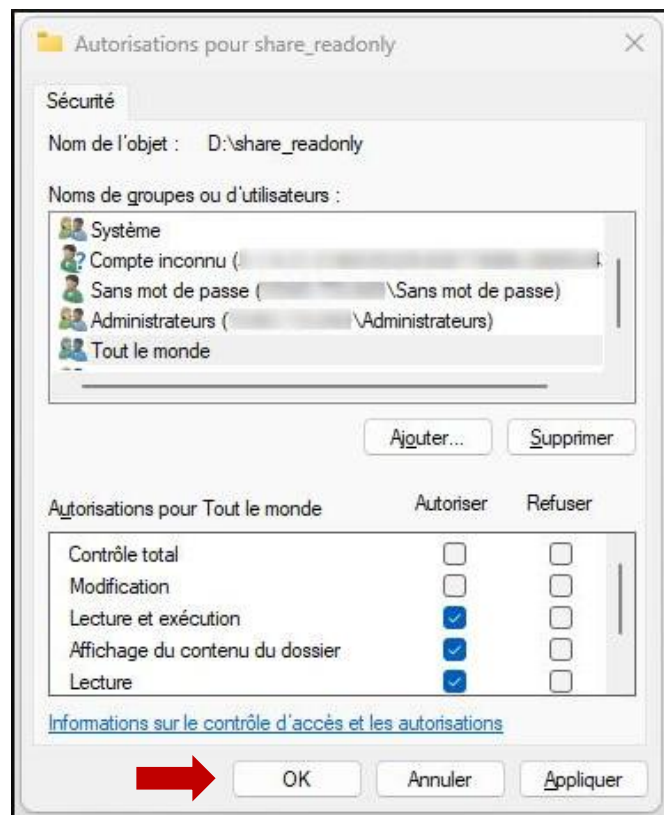 Autorisations pour share_readonly
Sécurité
Nom de l'objet : D:\share_readonly
Noms de groupes ou d'utilisateurs :
Système
Compte inconnu (
Sans mot de passe ( \Sans mot de passe)
Administrateurs ( \Administrateurs)
Tout le monde
Ajouter... Supprimer
Autorisations pour Tout le monde Autoriser Refuser
Contrôle total
Modification
Lecture et exécution
Affichage du contenu du dossier
Lecture
Informations sur le contrôle d'accès et les autorisations
OK Annuler Appliquer